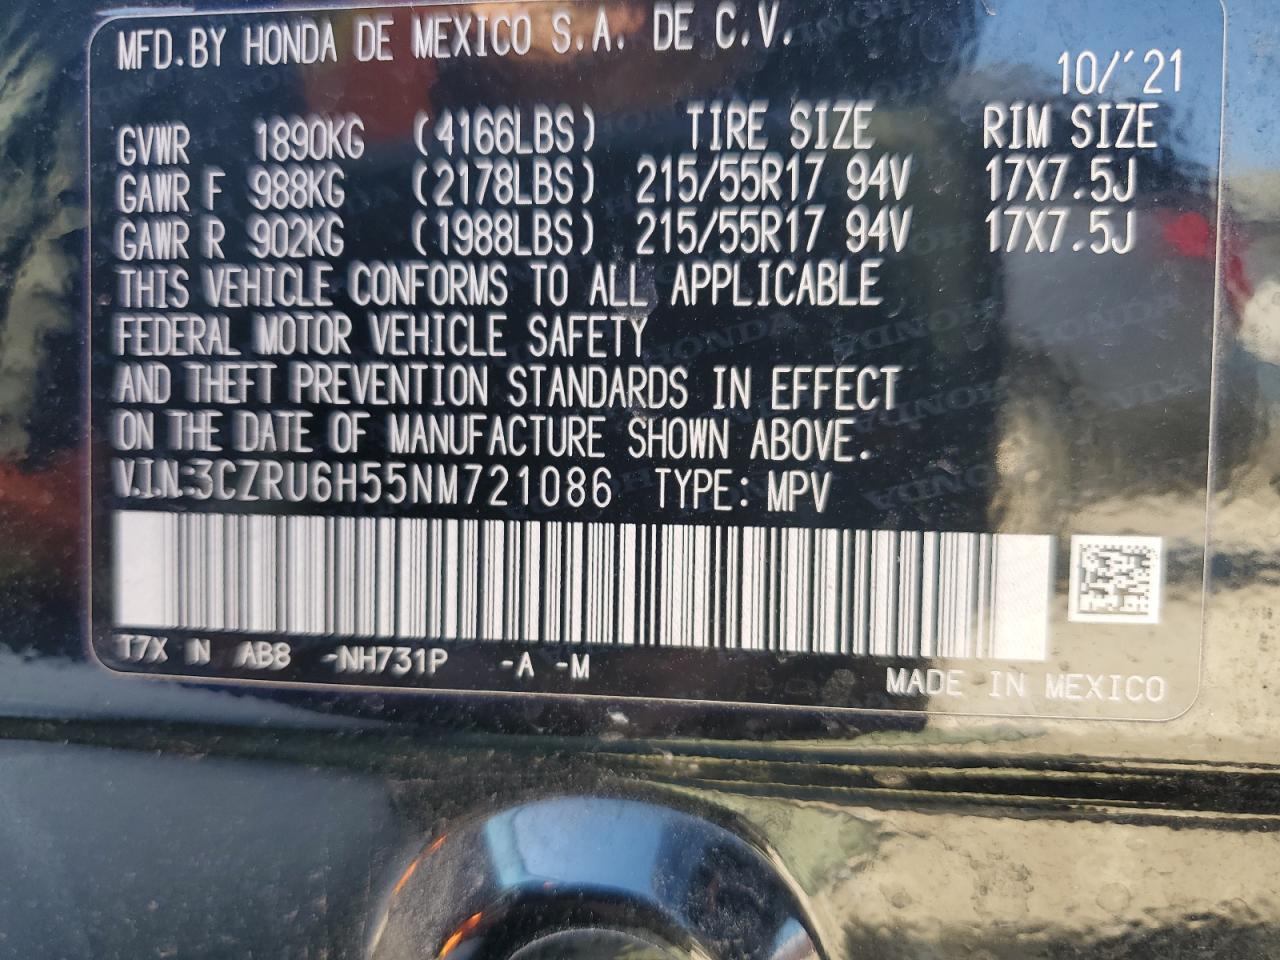 MFD.BY HONDA DE MEXICO S.A. DE C.V.
10/'21
GVWR 1890KG (4166LBS) TIRE SIZE RIM SIZE
GAWR F 988KG (2178LBS) 215/55R17 94V 17X7.5J
GAWR R 902KG (1988LBS) 215/55R17 94V 17X7.5J
THIS VEHICLE CONFORMS TO ALL APPLICABLE
FEDERAL MOTOR VEHICLE SAFETY
AND THEFT PREVENTION STANDARDS IN EFFECT
ON THE DATE OF MANUFACTURE SHOWN ABOVE.
V.I.N.:3CZRU6H55NM721086 TYPE: MPV
T7X N AB8 -NH731P -A -M
MADE IN MEXICO